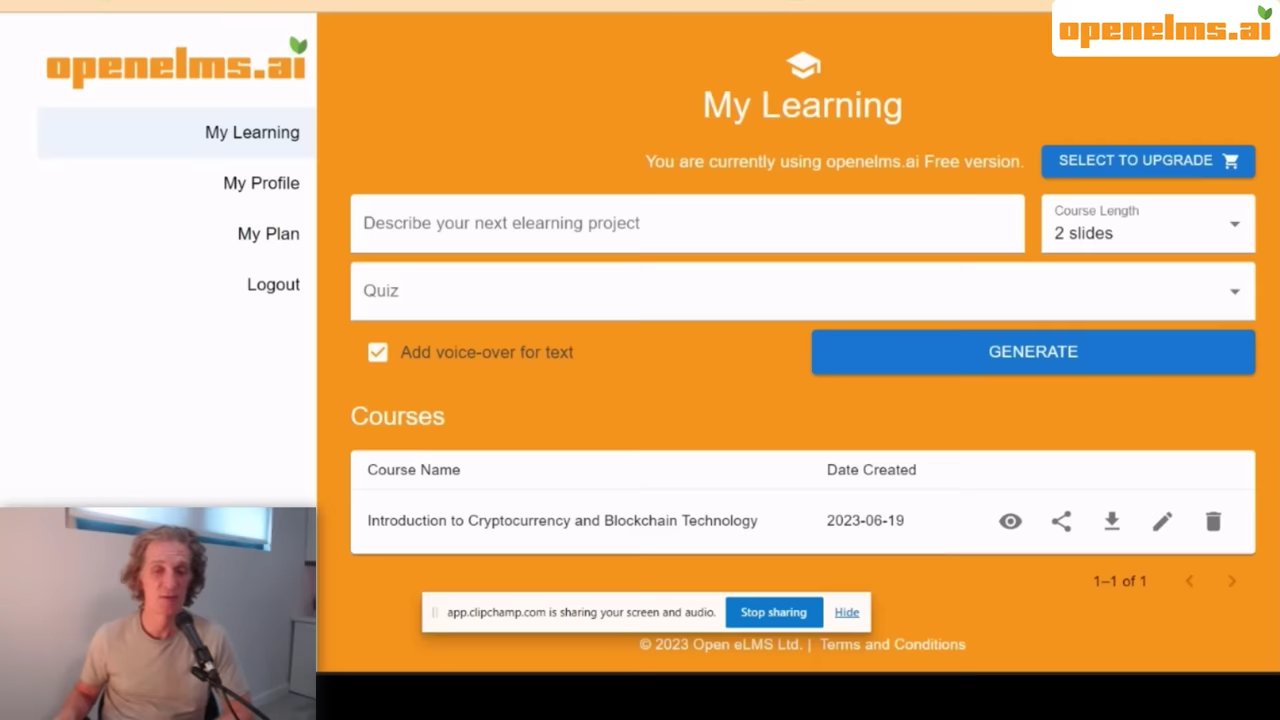 openelms.ai
openelms.ai
My Learning
My Profile
My Plan
Logout
My Learning
You are currently using openelms.ai Free version.
SELECT TO UPGRADE
Describe your next elearning project
Course Length
2 slides
Quiz
Add voice-over for text
GENERATE
Courses
Course Name
Date Created
Introduction to Cryptocurrency and Blockchain Technology
2023-06-19
1–1 of 1
app.clipchamp.com is sharing your screen and audio.
Stop sharing
Hide
© 2023 Open eLMS Ltd. | Terms and Conditions